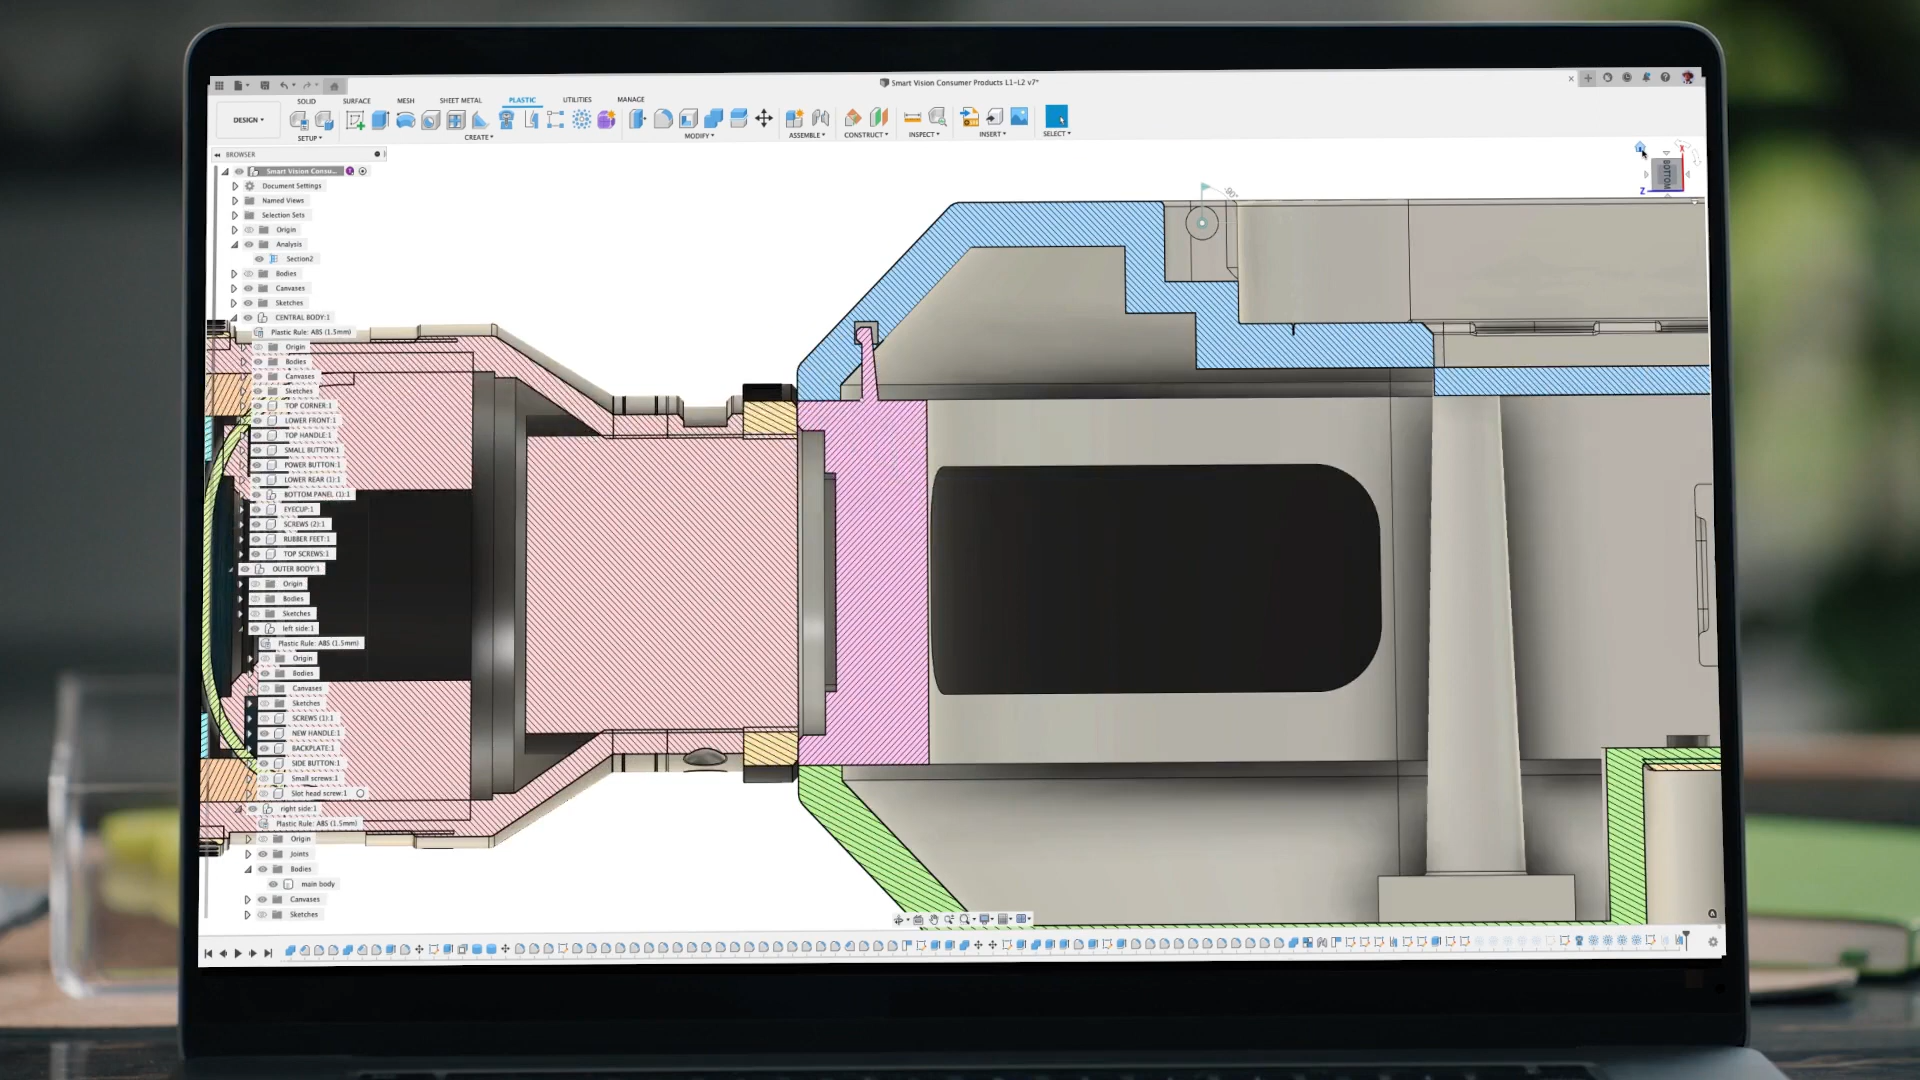 Smart Vision Consumer Products L1-L2 v7*
SOLID
SURFACE
MESH
SHEET METAL
PLASTIC
UTILITIES
MANAGE
DESIGN
SETUP
CREATE
MODIFY
ASSEMBLE
CONSTRUCT
INSPECT
INSERT
SELECT
BROWSER
Smart Vision Consu...
Document Settings
Named Views
Selection Sets
Origin
Analysis
Section2
Bodies
Canvases
Sketches
CENTRAL BODY:1
Plastic Rule: ABS (1.5mm)
Origin
Bodies
Canvases
Sketches
TOP CORNER:1
LOWER FRONT:1
TOP HANDLE:1
SMALL BUTTON:1
POWER BUTTON:1
LOWER REAR (1):1
BOTTOM PANEL (1):1
EYECUP:1
SCREWS (2):1
RUBBER FEET:1
TOP SCREWS:1
OUTER BODY:1
Origin
Bodies
Sketches
left side:1
Plastic Rule: ABS (1.5mm)
Origin
Bodies
Canvases
Sketches
SCREWS (1):1
NEW HANDLE:1
BACKPLATE:1
SIDE BUTTON:1
Small screws:1
Slot head screw:1
right side:1
Plastic Rule: ABS (1.5mm)
Origin
Joints
Bodies
main body
Canvases
Sketches
-90°
X
BOTTOM
Z